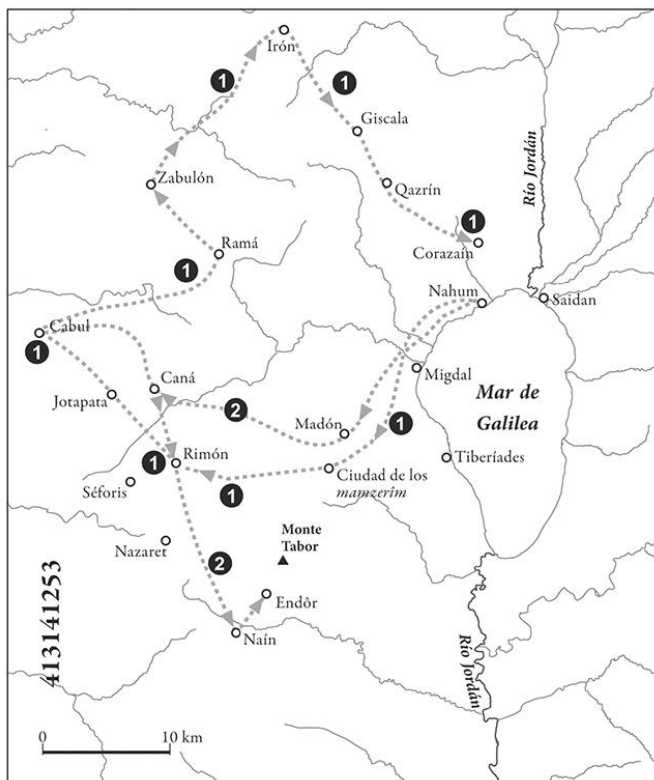 Irón
1
1
Giscala
Zabulón
Qazrín
Río Jordán
1
Corazaín
Ramá
1
Nahum
Saidan
Cabul
1
Migdal
Caná
Jotapata
2
Mar de
Galilea
Madón
1
Rimón
1
Tiberíades
Ciudad de los
mamzerîm
1
Séforis
Monte
Tabor
Nazaret
2
Endôr
Naín
Río Jordán
413141253
0 10 km